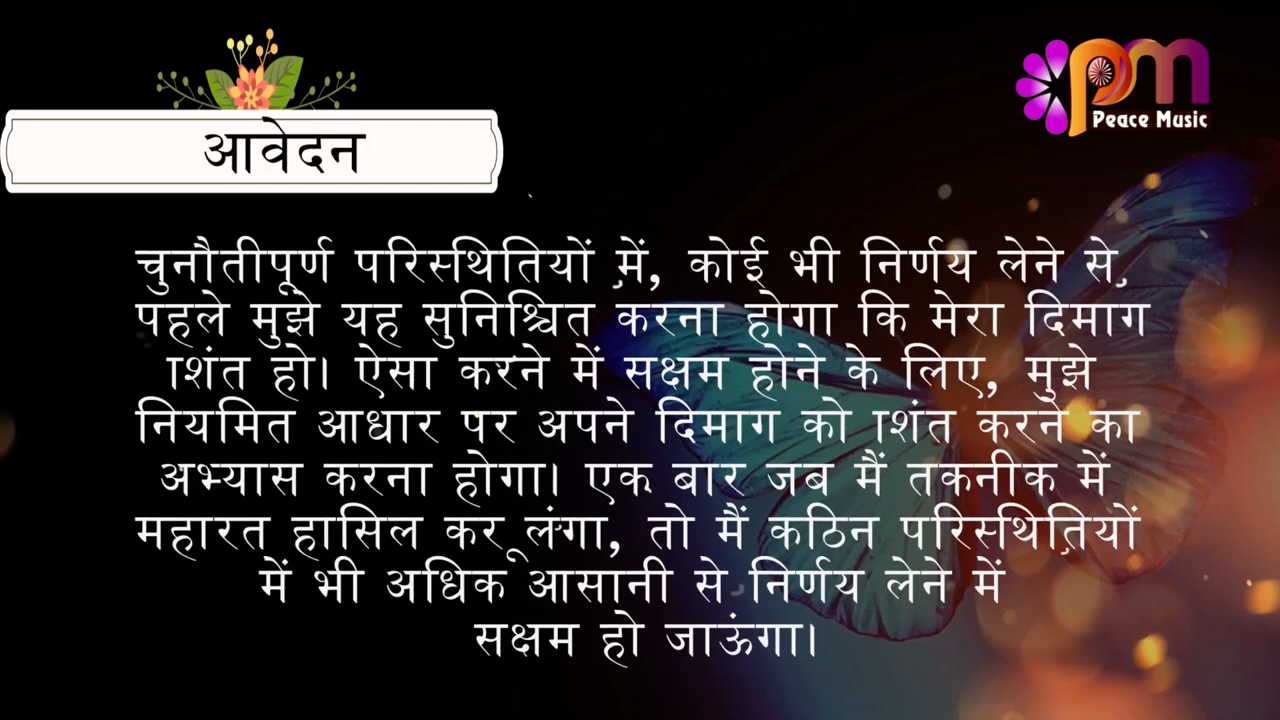 आवेदन
pm
Peace Music
चुनौतीपूर्ण परिस्थितियों में, कोई भी निर्णय लेने से
पहले मुझे यह सुनिश्चित करना होगा कि मेरा दिमाग
शांत हो। ऐसा करने में सक्षम होने के लिए, मुझे
नियमित आधार पर अपने दिमाग को शांत करने का
अभ्यास करना होगा। एक बार जब मैं तकनीक में
महारत हासिल कर लूंगा, तो मैं कठिन परिस्थितियों
में भी अधिक आसानी से निर्णय लेने में
सक्षम हो जाऊंगा।